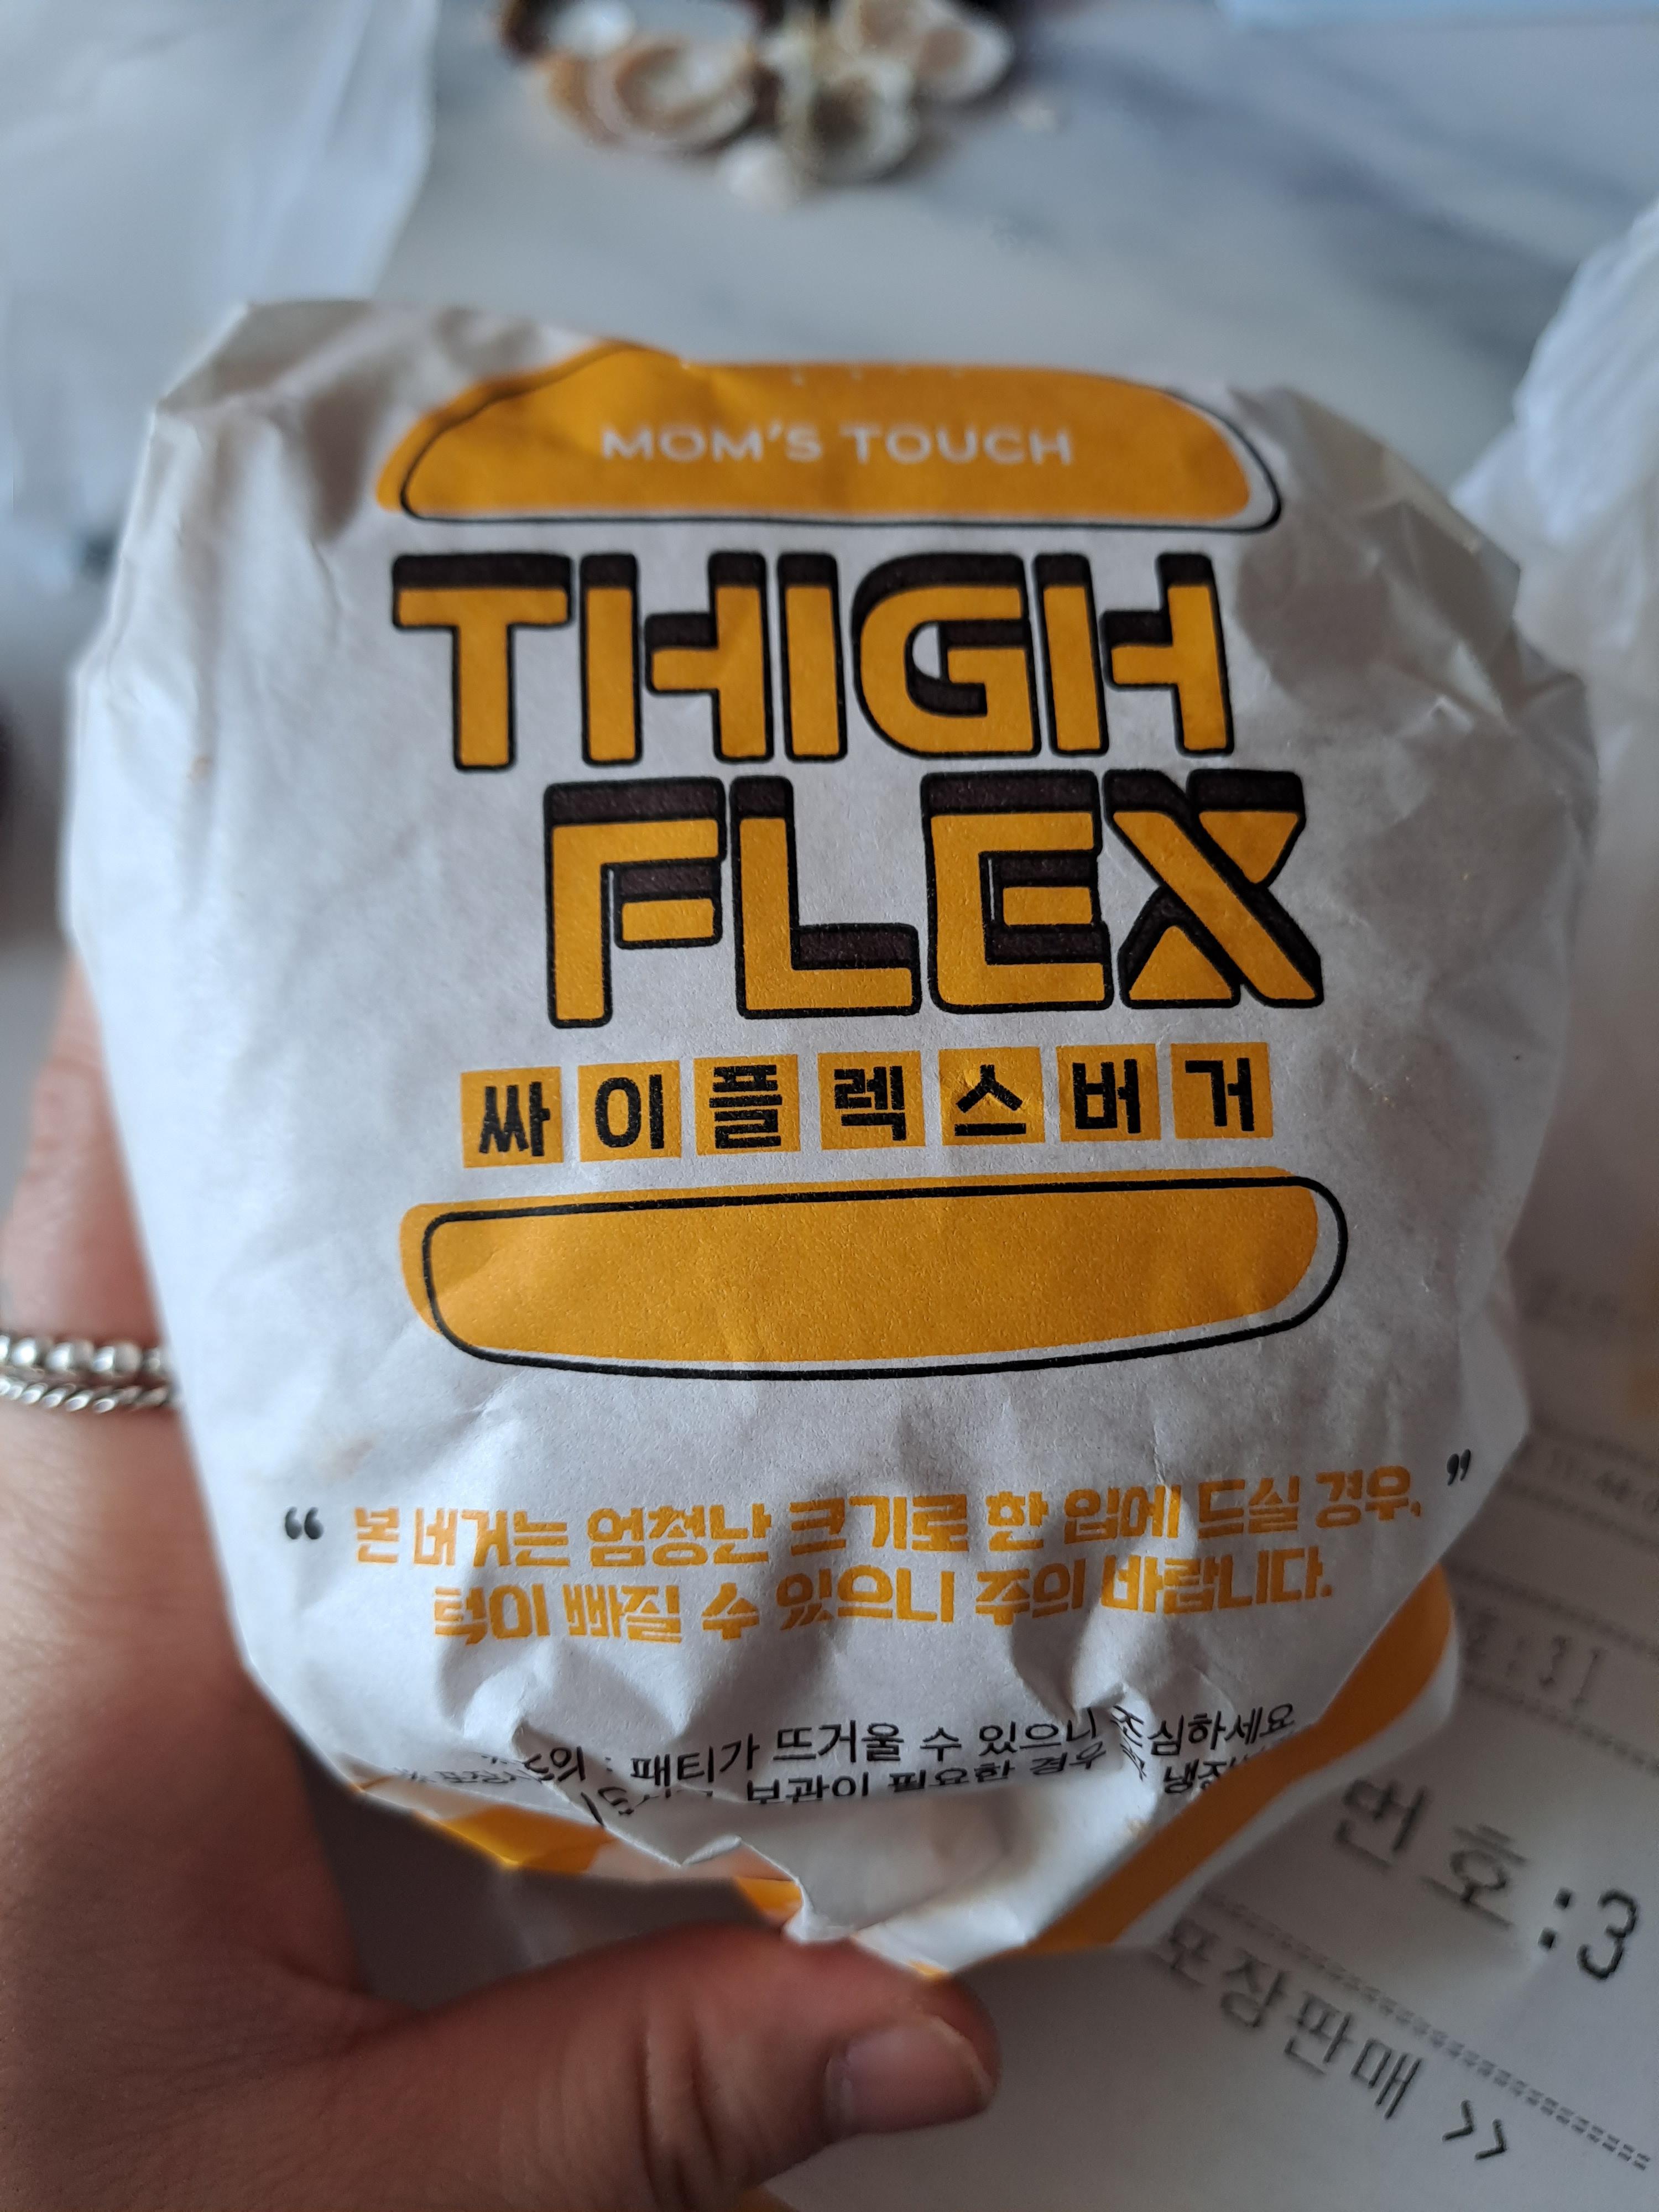 MOM'S TOUCH
THIGH
FLEX
싸이플렉스버거
“ 본 버거는 엄청난 크기로 한 입에 드실 경우, ”
턱이 빠질 수 있으니 주의 바랍니다.
: 패티가 뜨거울 수 있으니 조심하세요
보관이 필요한 경우
번호:3
포장판매 >>